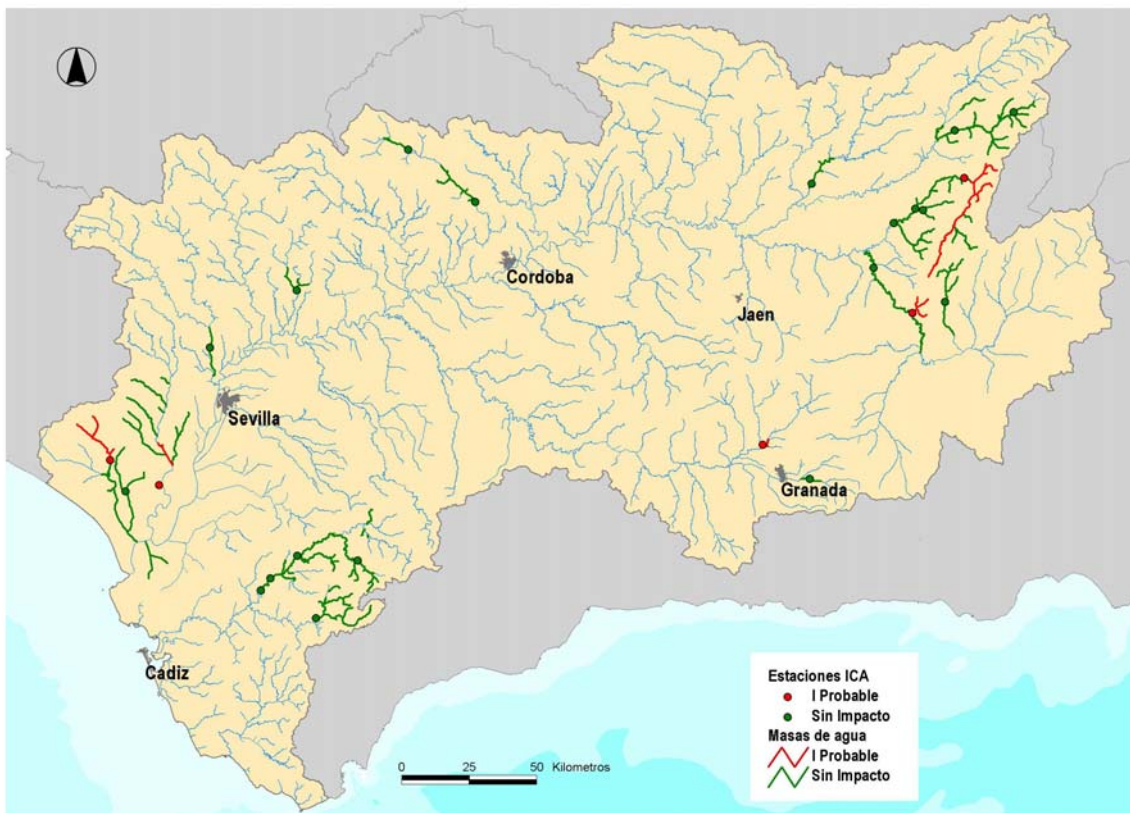 Cordoba
Jaen
Sevilla
Granada
Cadiz
Estaciones ICA
I Probable
Sin Impacto
Masas de agua
I Probable
Sin Impacto
0 25 50 Kilometros